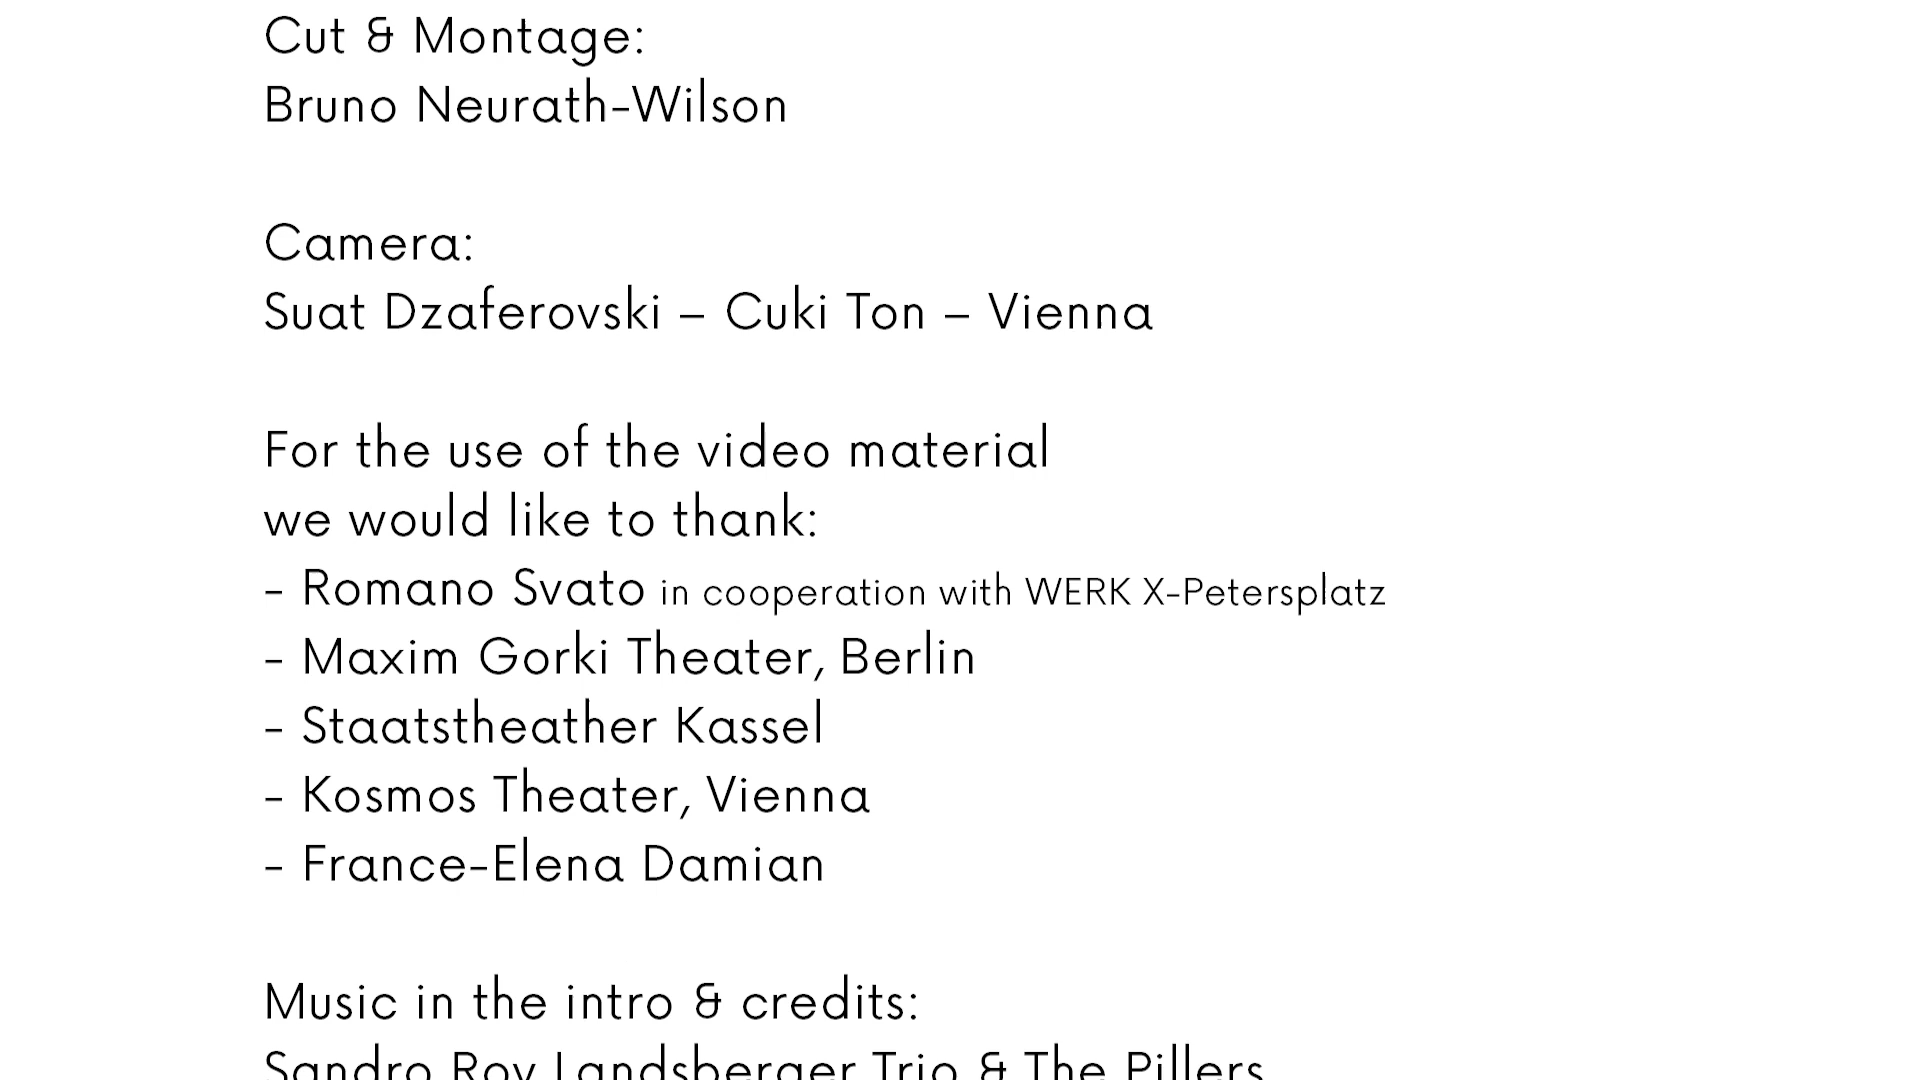 Cut & Montage:
Bruno Neurath-Wilson
Camera:
Suat Dzaferovski – Cuki Ton – Vienna
For the use of the video material
we would like to thank:
- Romano Svato in cooperation with WERK X-Petersplatz
- Maxim Gorki Theater, Berlin
- Staatstheather Kassel
- Kosmos Theater, Vienna
- France-Elena Damian
Music in the intro & credits:
Sandro Roy Landsberger Trio & The Pillers